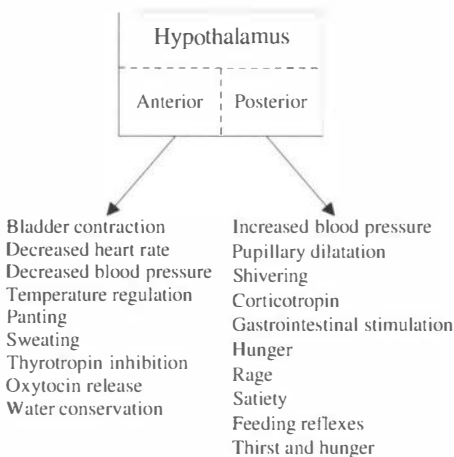 Hypothalamus
Anterior
Posterior
Bladder contraction
Decreased heart rate
Decreased blood pressure
Temperature regulation
Panting
Sweating
Thyrotropin inhibition
Oxytocin release
Water conservation
Increased blood pressure
Pupillary dilatation
Shivering
Corticotropin
Gastrointestinal stimulation
Hunger
Rage
Satiety
Feeding reflexes
Thirst and hunger